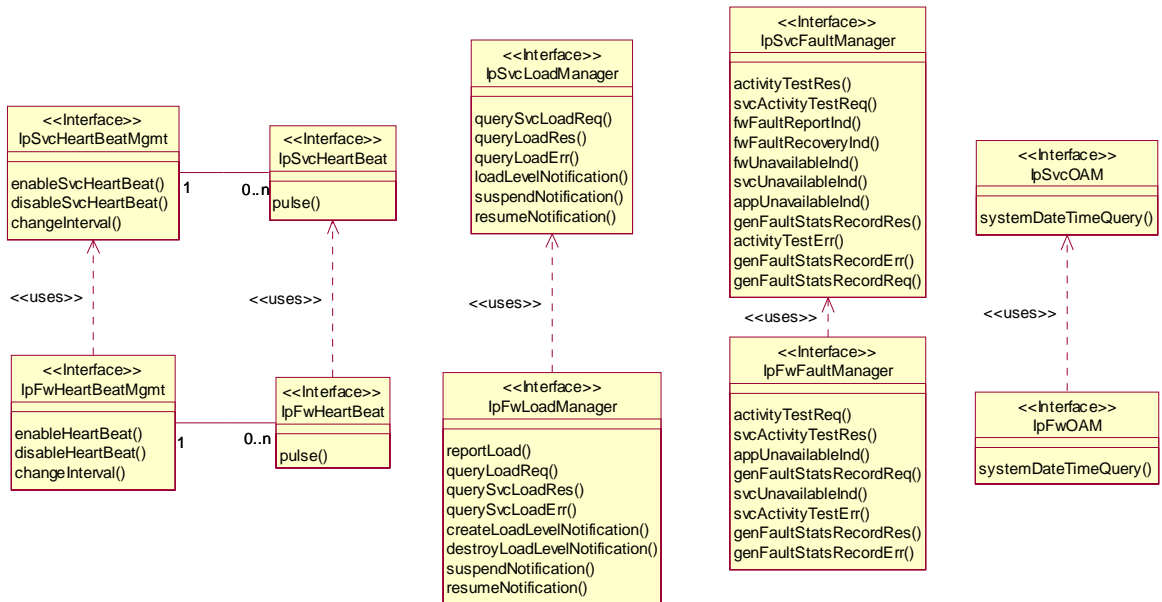 <<Interface>>
IpSvcHeartBeatMgmt
enableSvcHeartBeat()
disableSvcHeartBeat()
changeInterval()
1
0..n
<<Interface>>
IpSvcHeartBeat
pulse()
<<Interface>>
IpSvcLoadManager
querySvcLoadReq()
queryLoadRes()
queryLoadErr()
loadLevelNotification()
suspendNotification()
resumeNotification()
<<Interface>>
IpSvcFaultManager
activityTestRes()
svcActivityTestReq()
fwFaultReportInd()
fwFaultRecoveryInd()
fwUnavailableInd()
svcUnavailableInd()
appUnavailableInd()
genFaultStatsRecordRes()
activityTestErr()
genFaultStatsRecordErr()
genFaultStatsRecordReq()
<<Interface>>
IpSvcOAM
systemDateTimeQuery()
<<uses>>
<<uses>>
<<uses>>
<<uses>>
<<uses>>
<<Interface>>
IpFwHeartBeatMgmt
enableHeartBeat()
disableHeartBeat()
changeInterval()
1
0..n
<<Interface>>
IpFwHeartBeat
pulse()
<<Interface>>
IpFwLoadManager
reportLoad()
queryLoadReq()
querySvcLoadRes()
querySvcLoadErr()
createLoadLevelNotification()
destroyLoadLevelNotification()
suspendNotification()
resumeNotification()
<<Interface>>
IpFwFaultManager
activityTestReq()
svcActivityTestRes()
appUnavailableInd()
genFaultStatsRecordReq()
svcUnavailableInd()
svcActivityTestErr()
genFaultStatsRecordRes()
genFaultStatsRecordErr()
<<Interface>>
IpFwOAM
systemDateTimeQuery()